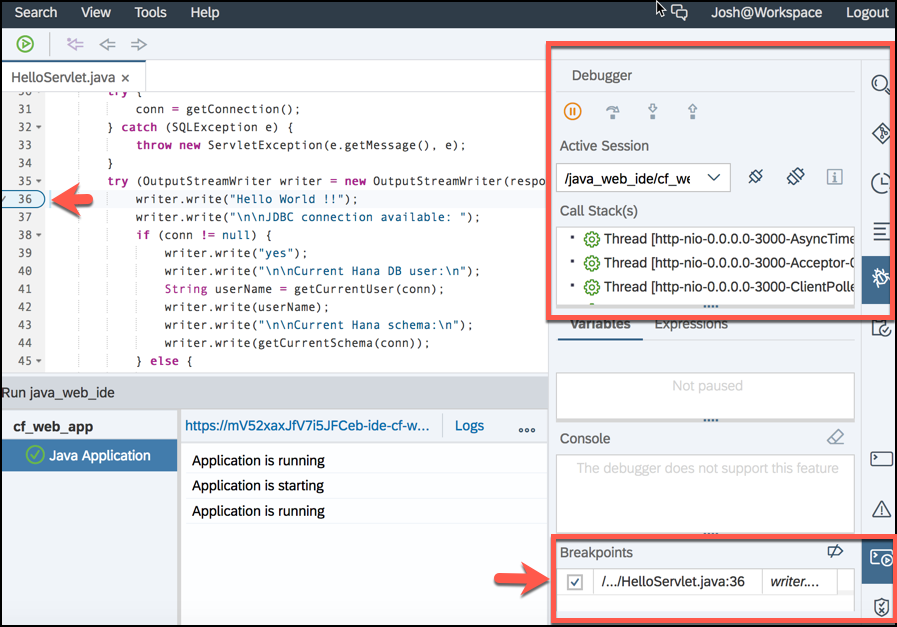 Search View Tools Help Josh@Workspace Logout
HelloServlet.java ×
Debugger
30 try {
31 conn = getConnection();
32 } catch (SQLException e) {
33 throw new ServletException(e.getMessage(), e);
34 }
35 try (OutputStreamWriter writer = new OutputStreamWriter(respo
36 writer.write("Hello World !!");
37 writer.write("\n\nJDBC connection available: ");
38 if (conn != null) {
39 writer.write("yes");
40 writer.write("\n\nCurrent Hana DB user:\n");
41 String userName = getCurrentUser(conn);
42 writer.write(userName);
43 writer.write("\n\nCurrent Hana schema:\n");
44 writer.write(getCurrentSchema(conn));
45 } else {
Active Session
/java_web_ide/cf_we
Call Stack(s)
Thread [http-nio-0.0.0.0-3000-AsyncTime
Thread [http-nio-0.0.0.0-3000-Acceptor-0
Thread [http-nio-0.0.0.0-3000-ClientPolle
Variables Expressions
Not paused
Console
The debugger does not support this feature
Breakpoints
/.../HelloServlet.java:36 writer....
Run java_web_ide
cf_web_app
Java Application
https://mV52xaxJfV7i5JFCeb-ide-cf-w... Logs
Application is running
Application is starting
Application is running